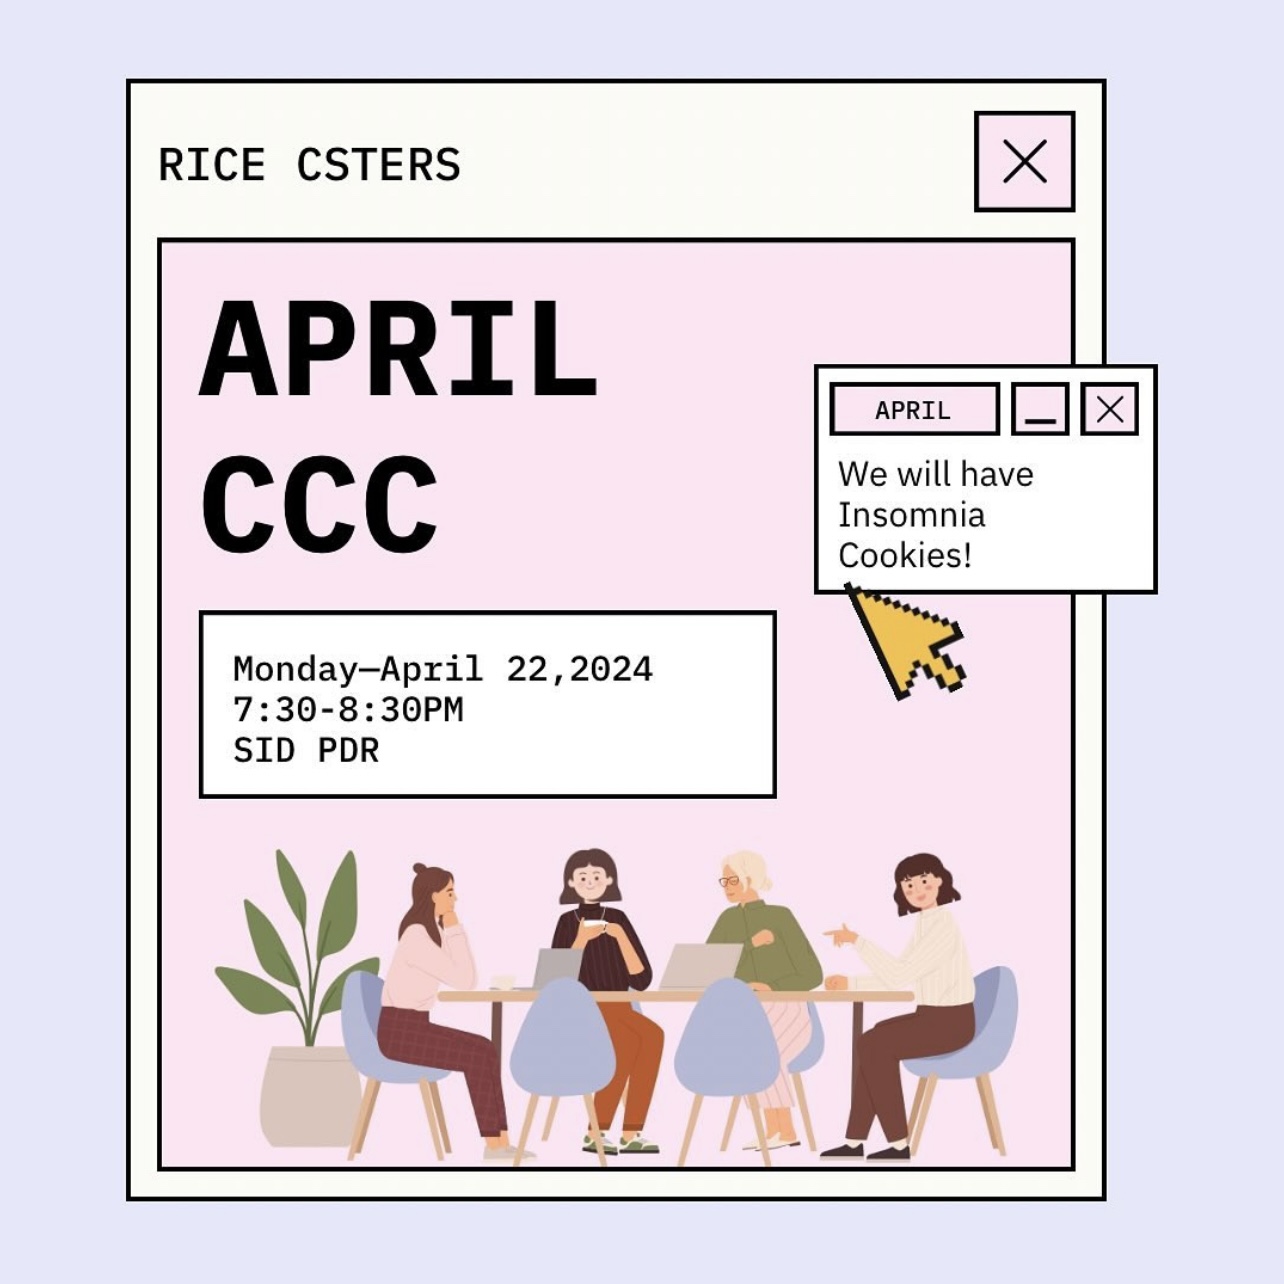 RICE CSTERS
APRIL
CCC
APRIL
We will have
Insomnia
Cookies!
Monday—April 22,2024
7:30-8:30PM
SID PDR